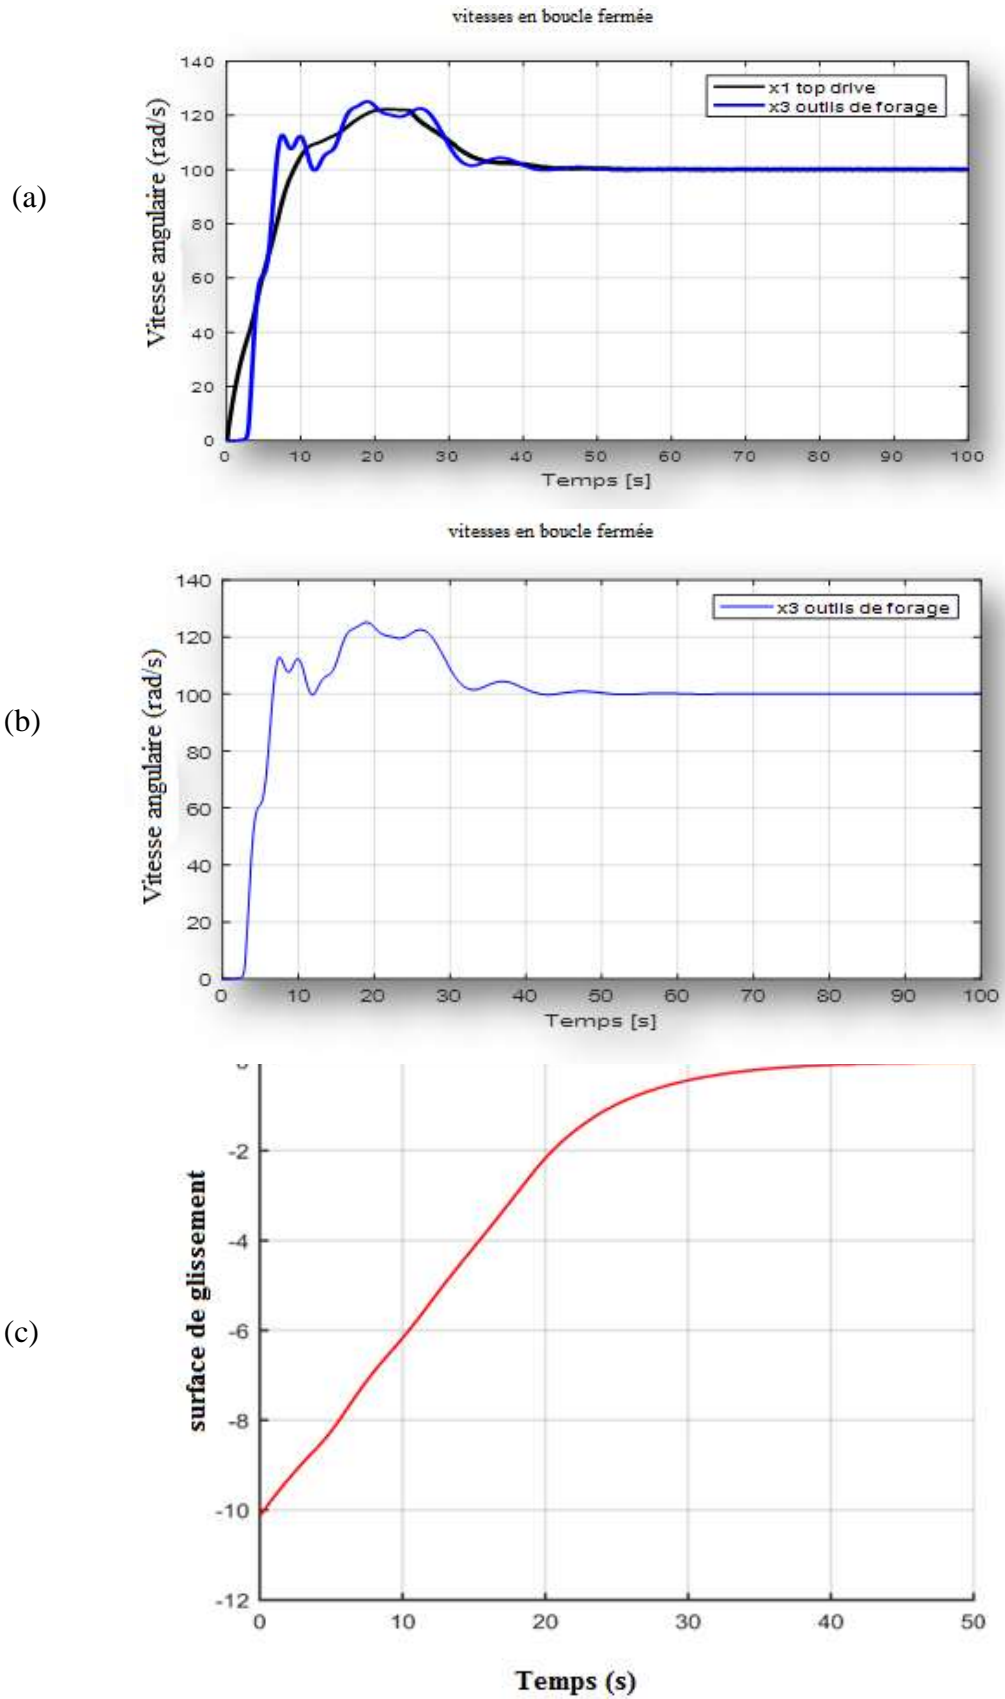 vitesses en boucle fermée
(a)
Vitesse angulaire (rad/s)
140
120
100
80
60
40
20
0
x1 top drive
x3 outils de forage
0 10 20 30 40 50 60 70 80 90 100
Temps [s]
vitesses en boucle fermée
(b)
Vitesse angulaire (rad/s)
140
120
100
80
60
40
20
0
x3 outils de forage
0 10 20 30 40 50 60 70 80 90 100
Temps [s]
(c)
surface de glissement
0
-2
-4
-6
-8
-10
-12
0 10 20 30 40 50
Temps (s)